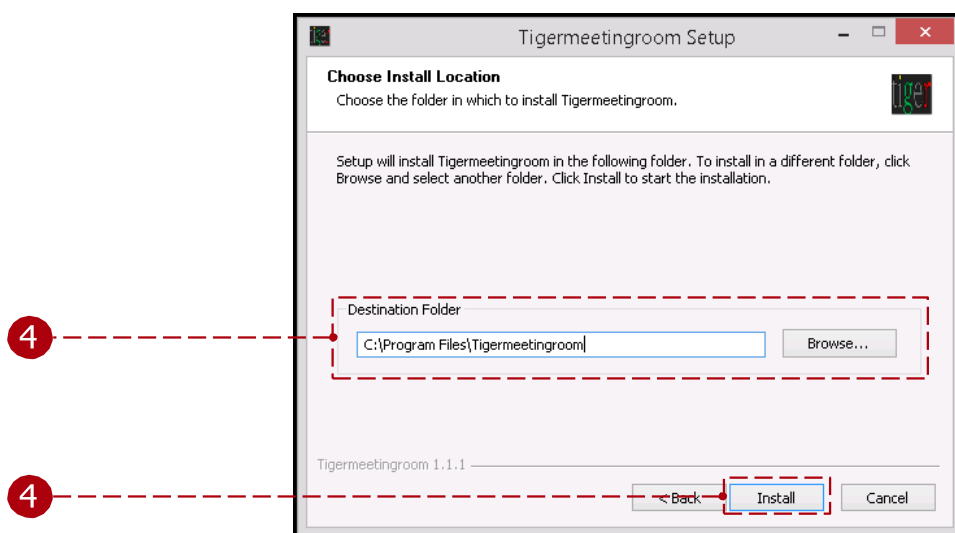 tiger
Tigermeetingroom Setup
Choose Install Location
Choose the folder in which to install Tigermeetingroom.
tiger
Setup will install Tigermeetingroom in the following folder. To install in a different folder, click
Browse and select another folder. Click Install to start the installation.
Destination Folder
4
C:\Program Files\Tigermeetingroom
Browse...
Tigermeetingroom 1.1.1
4
< Back
Install
Cancel